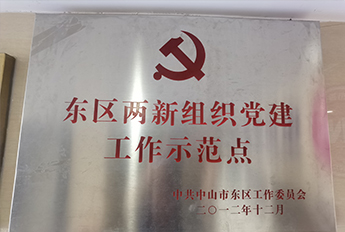 东区两新组织党建
工作示范点
中共中山市东区工作委员会
二〇一二年十二月